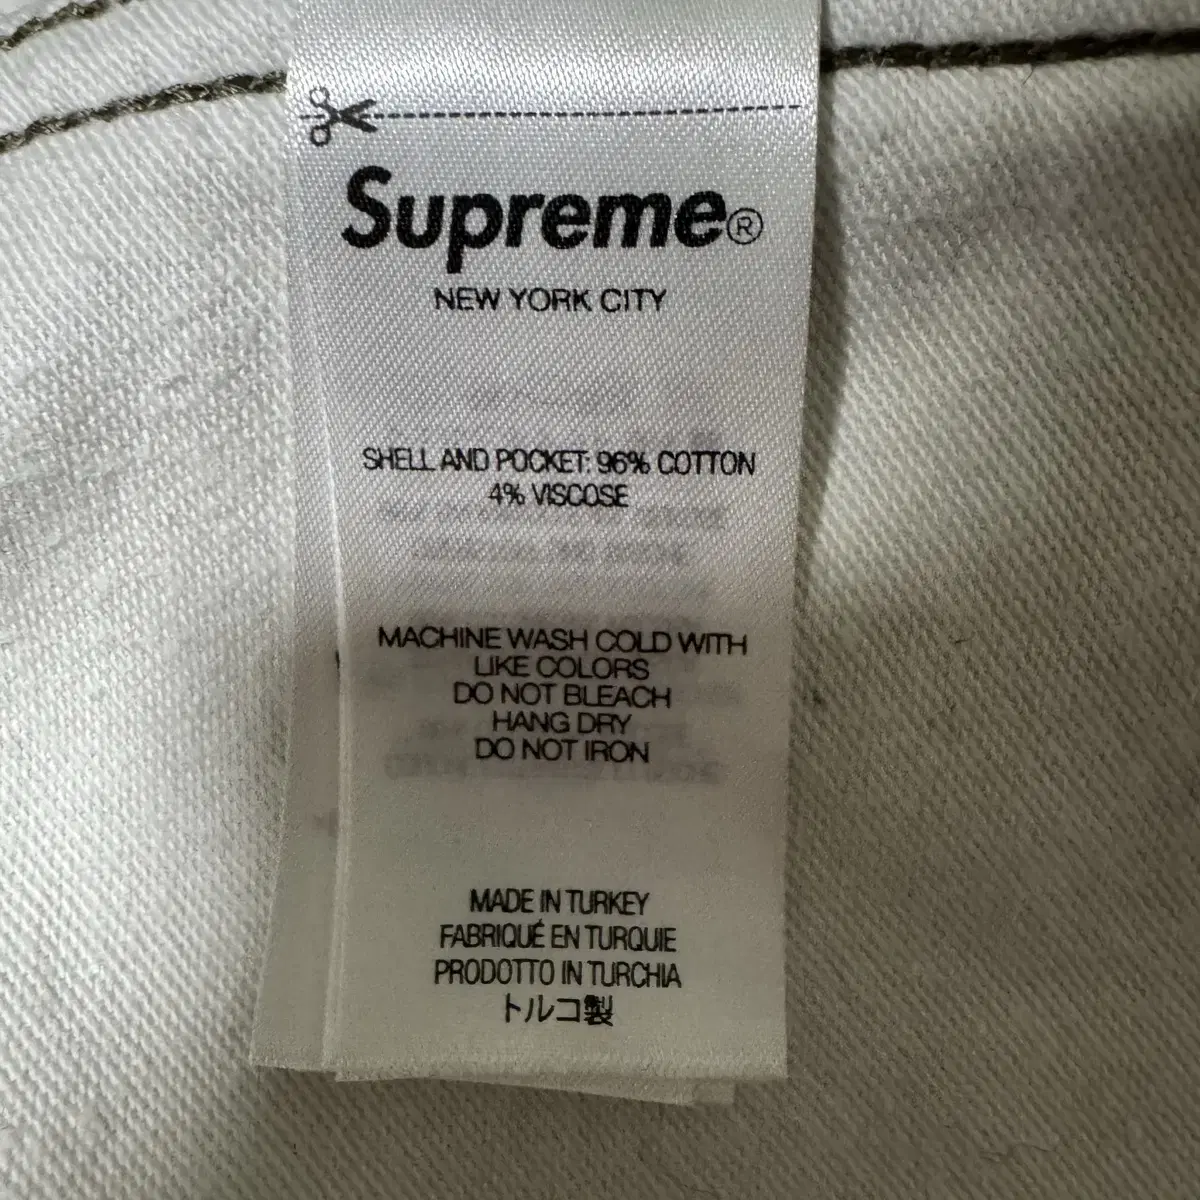 Supreme®
NEW YORK CITY
SHELL AND POCKET: 96% COTTON
4% VISCOSE
MACHINE WASH COLD WITH
LIKE COLORS
DO NOT BLEACH
HANG DRY
DO NOT IRON
MADE IN TURKEY
FABRIQUÉ EN TURQUIE
PRODOTTO IN TURCHIA
トルコ製